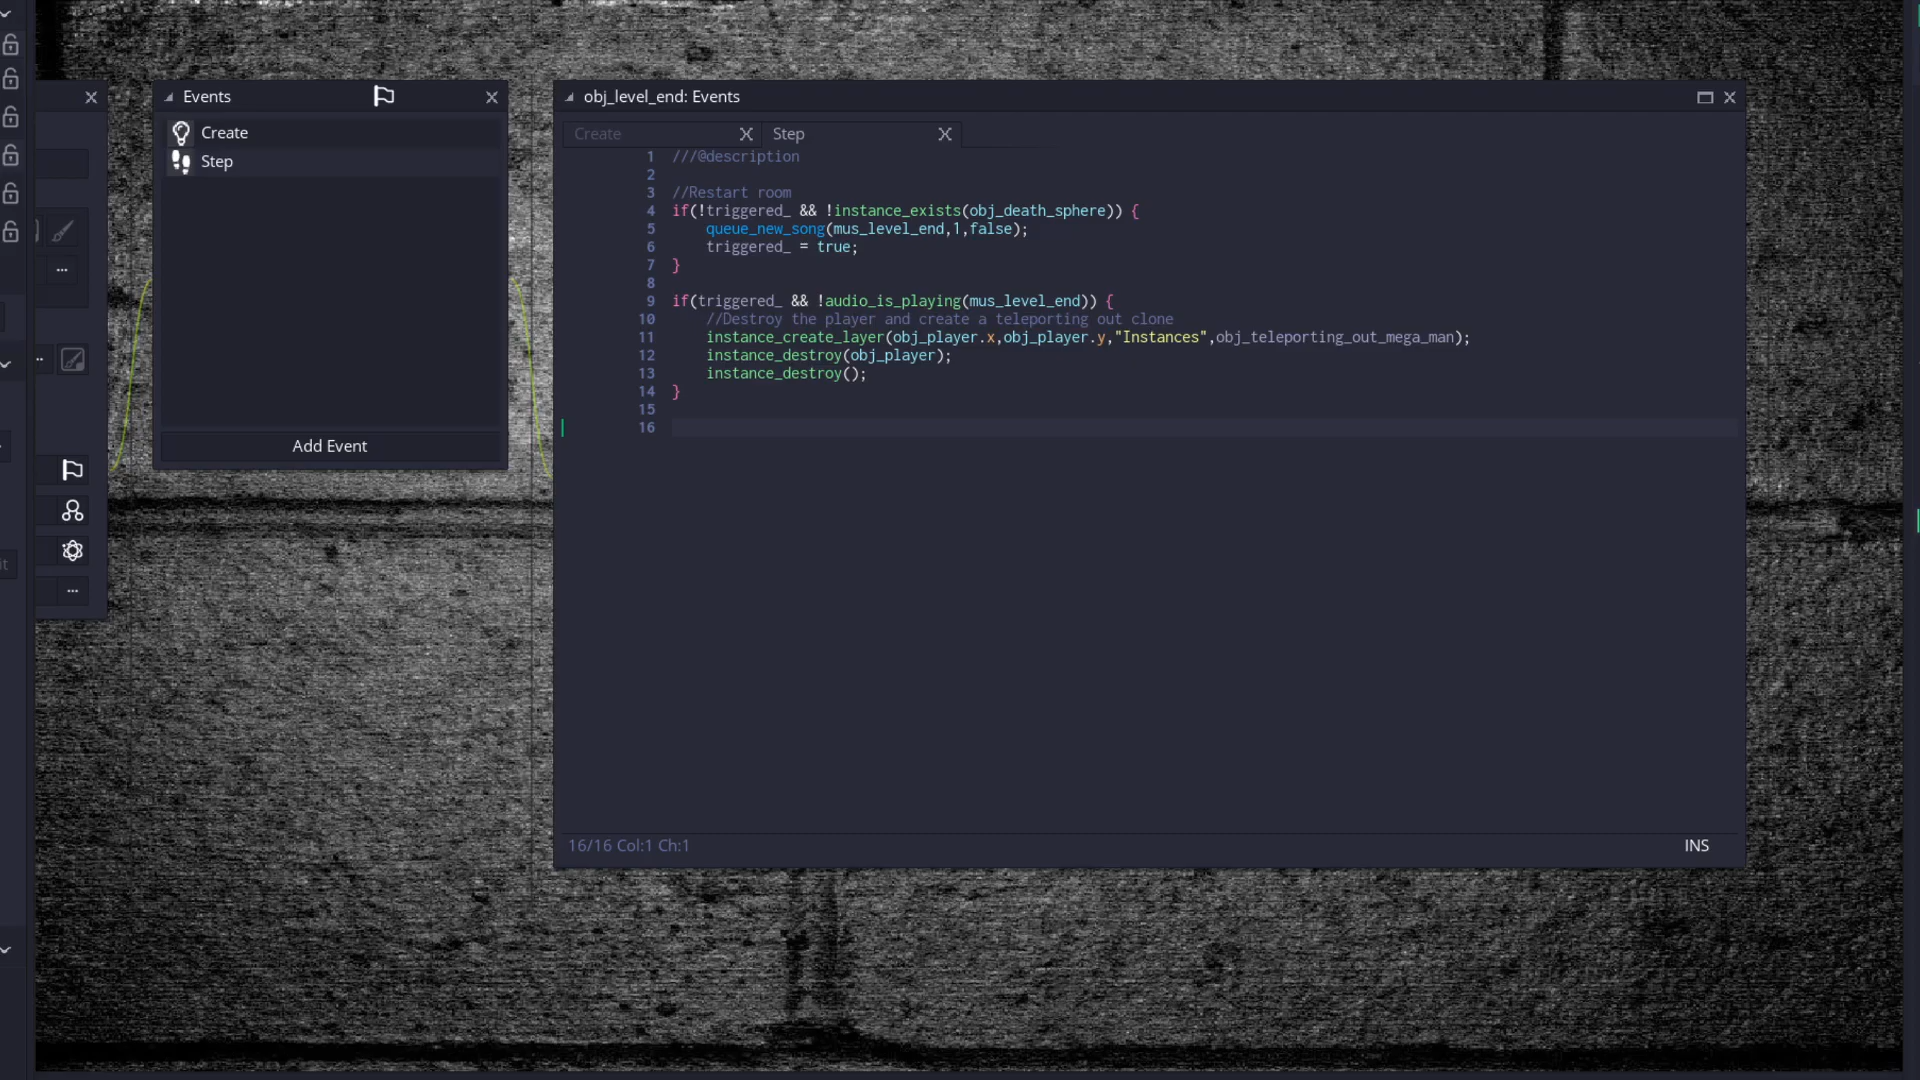 Events
Create
Step
Add Event
it
obj_level_end: Events
Create
Step
1 ///@description
2
3 //Restart room
4 if(!triggered_ && !instance_exists(obj_death_sphere)) {
5 queue_new_song(mus_level_end,1,false);
6 triggered_ = true;
7 }
8
9 if(triggered_ && !audio_is_playing(mus_level_end)) {
10 //Destroy the player and create a teleporting out clone
11 instance_create_layer(obj_player.x,obj_player.y,"Instances",obj_teleporting_out_mega_man);
12 instance_destroy(obj_player);
13 instance_destroy();
14 }
15
16
16/16 Col:1 Ch:1
INS